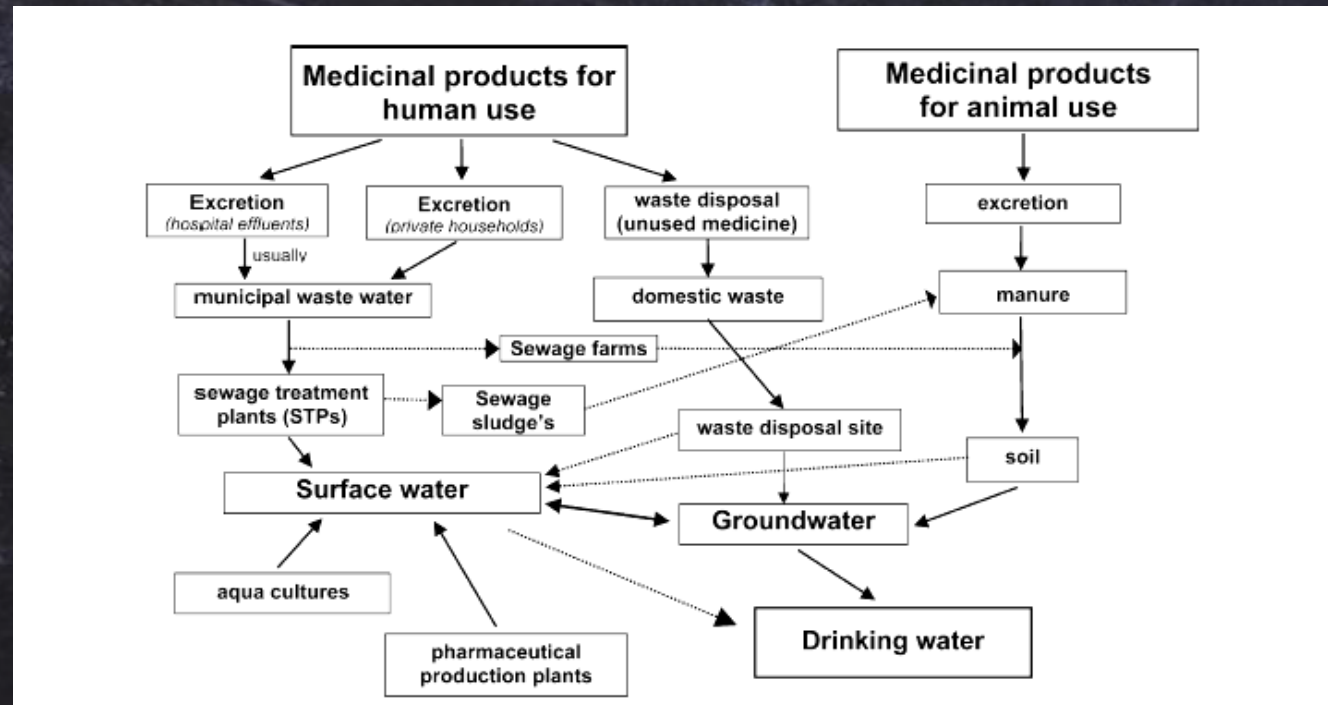 Medicinal products for
human use
Medicinal products
for animal use
Excretion
(hospital effluents)
Excretion
(private households)
waste disposal
(unused medicine)
excretion
usually
municipal waste water
domestic waste
manure
Sewage farms
sewage treatment
plants (STPs)
Sewage
sludge's
waste disposal site
soil
Surface water
Groundwater
aqua cultures
Drinking water
pharmaceutical
production plants